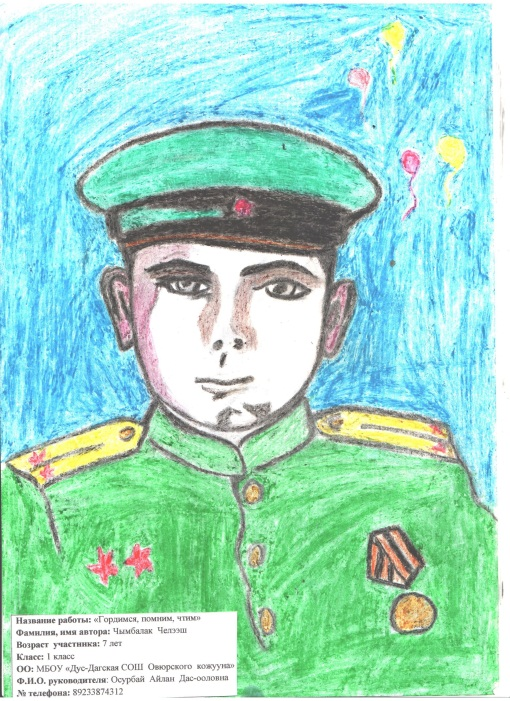 Название работы: «Гордимся, помним, чтим»
Фамилия, имя автора: Чымбалак Челээш
Возраст участника: 7 лет
Класс: 1 класс
ОО: МБОУ «Дус-Дагская СОШ Овюрского кожууна»
Ф.И.О. руководителя: Осурбай Айлан Дас-ооловна
№ телефона: 89233874312